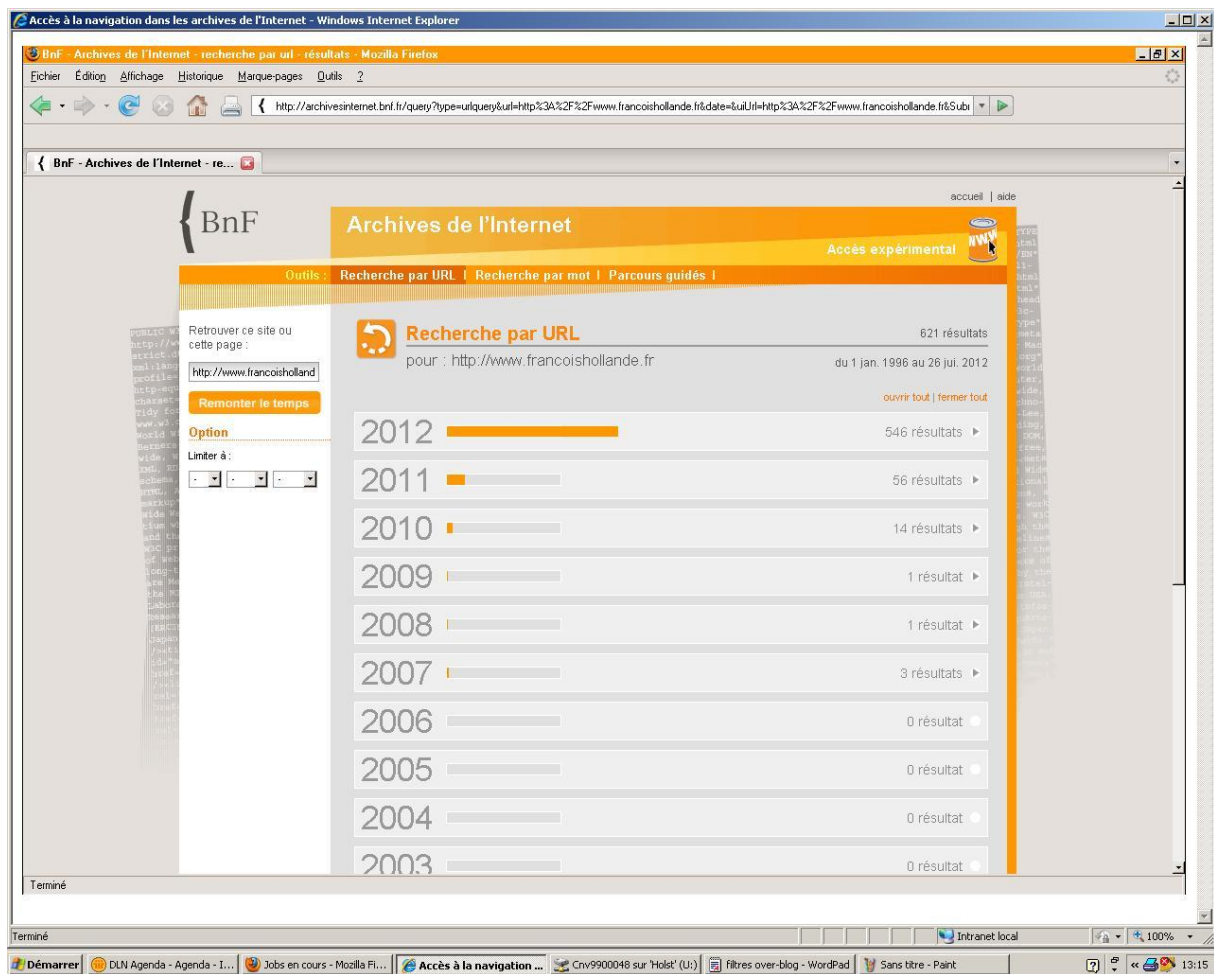 Accès à la navigation dans les archives de l'Internet - Windows Internet Explorer
BnF - Archives de l'Internet - recherche par url - résultats - Mozilla Firefox
Fichier Édition Affichage Historique Marque-pages Outils ?
http://archivesinternet.bnf.fr/query?type=urlquery&url=http%3A%2F%2Fwww.francoishollande.fr&date=&uiUrl=http%3A%2F%2Fwww.francoishollande.fr&Subi
BnF - Archives de l'Internet - re...
accueil | aide
BnF
Archives de l'Internet
Accès expérimental
WWW
Outils : Recherche par URL | Recherche par mot | Parcours guidés |
Retrouver ce site ou
cette page :
http://www.francoisholland
Remonter le temps
Option
Limiter à :
- - -
Recherche par URL
621 résultats
pour : http://www.francoishollande.fr
du 1 jan. 1996 au 26 jui. 2012
ouvrir tout | fermer tout
2012 546 résultats
2011 56 résultats
2010 14 résultats
2009 1 résultat
2008 1 résultat
2007 3 résultats
2006 0 résultat
2005 0 résultat
2004 0 résultat
2003 0 résultat
Terminé
Terminé
Intranet local
100%
Démarrer
DLN Agenda - Agenda - I...
Jobs en cours - Mozilla Fi...
Accès à la navigation ...
Cnv9900048 sur 'Holst' (U:)
filtres over-blog - WordPad
Sans titre - Paint
13:15